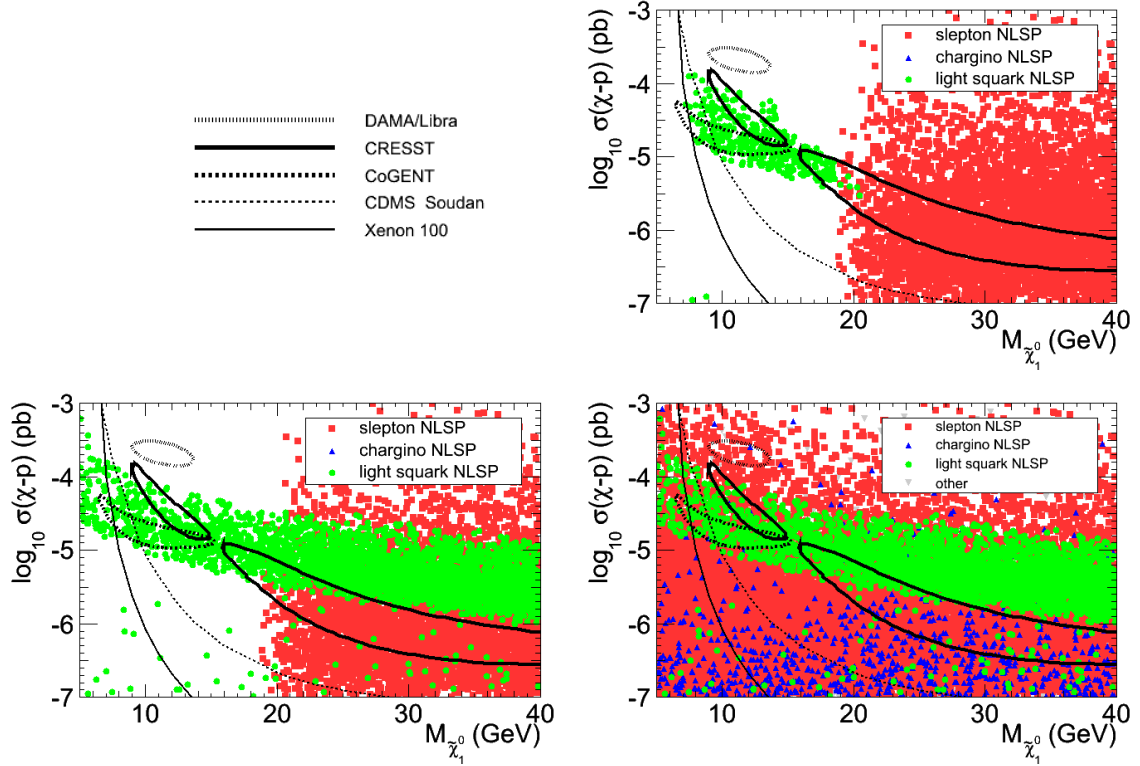 DAMA/Libra
CRESST
CoGENT
CDMS Soudan
Xenon 100
log₁₀ σ(χ-p) (pb)
-3
-4
-5
-6
-7
slepton NLSP
chargino NLSP
light squark NLSP
10 20 30 40
M_χ̃₁⁰ (GeV)
log₁₀ σ(χ-p) (pb)
-3
-4
-5
-6
-7
slepton NLSP
chargino NLSP
light squark NLSP
10 20 30 40
M_χ̃₁⁰ (GeV)
log₁₀ σ(χ-p) (pb)
-3
-4
-5
-6
-7
slepton NLSP
chargino NLSP
light squark NLSP
other
10 20 30 40
M_χ̃₁⁰ (GeV)